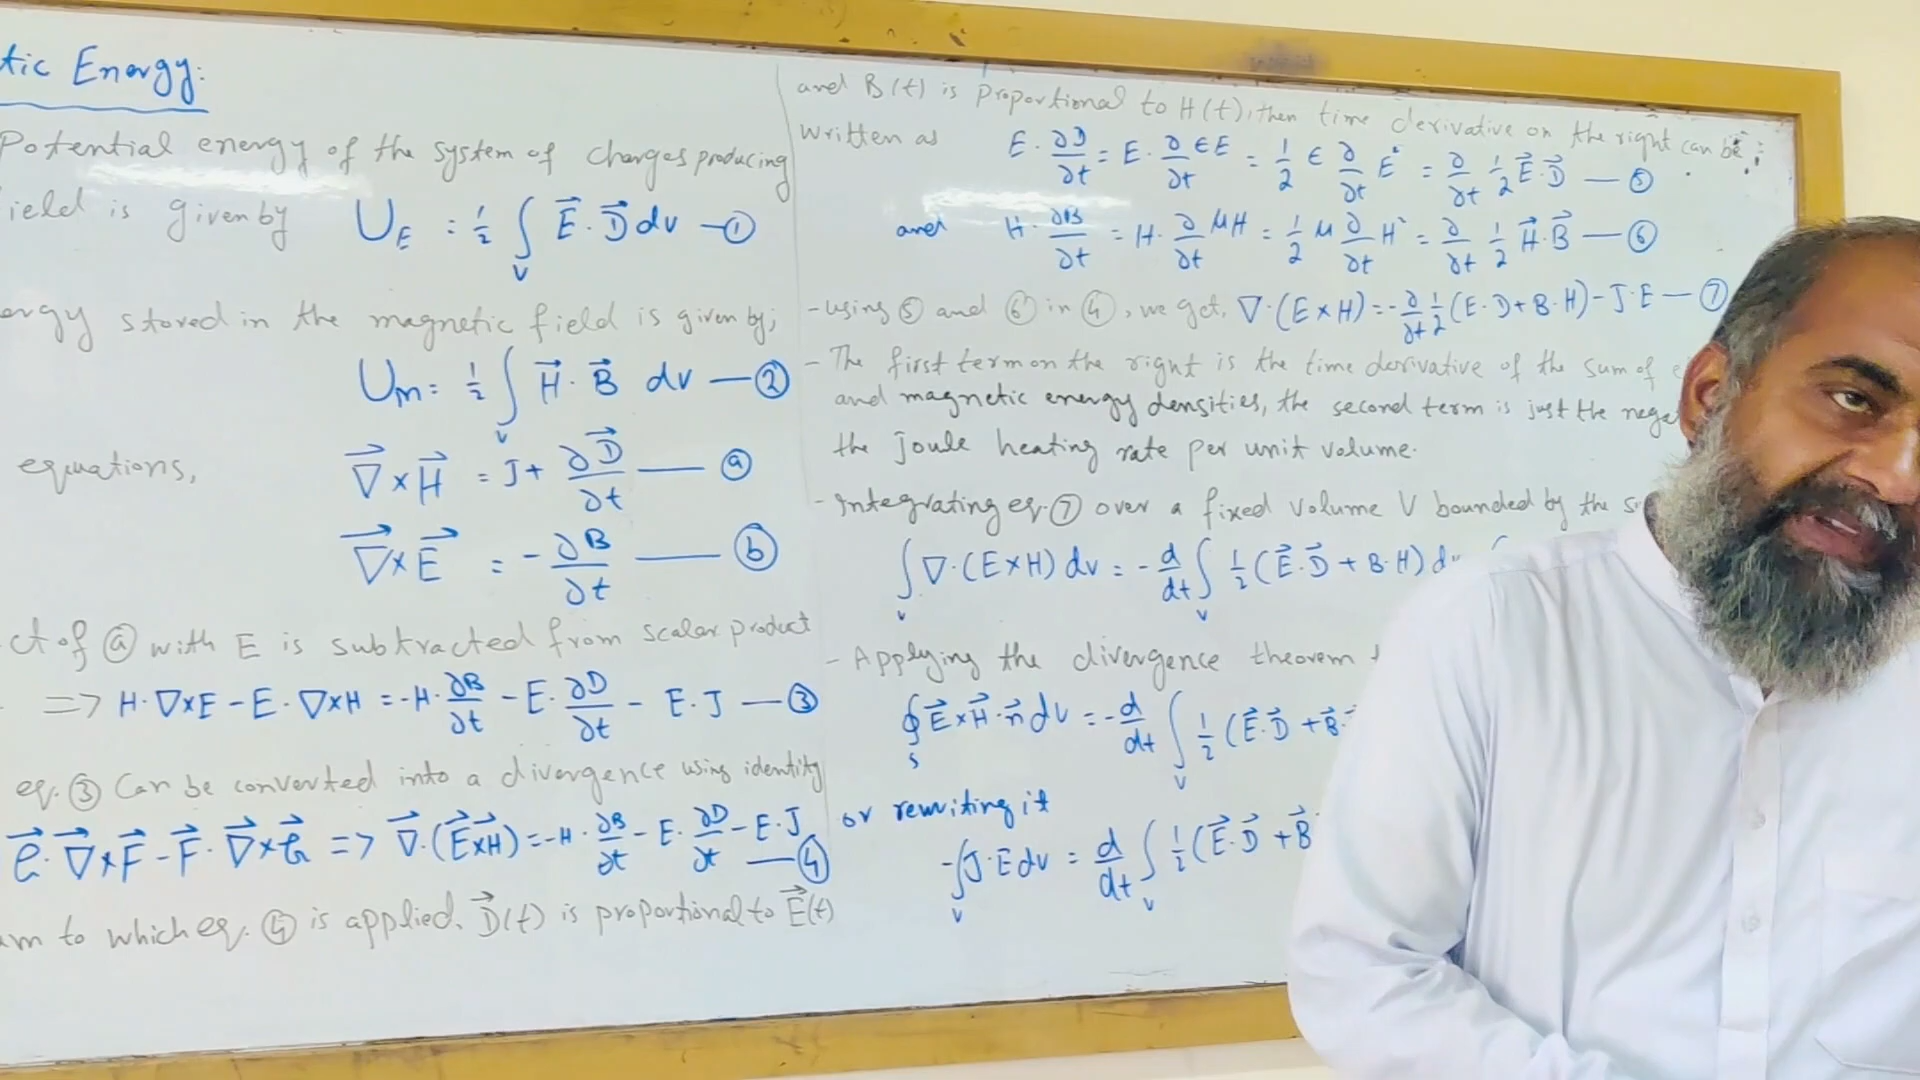 tic Energy:
Potential energy of the system of charges producing
ield is given by U_E = 1/2 ∫_V E⃗·D⃗ dv —①
ergy stored in the magnetic field is given by;
U_m = 1/2 ∫_V H⃗·B⃗ dv —②
equations, ∇⃗×H⃗ = J + ∂D⃗/∂t — ⓐ
∇⃗×E⃗ = -∂B/∂t — ⓑ
ct of ⓐ with E is subtracted from scalar product
=> H·∇×E - E·∇×H = -H·∂B/∂t - E·∂D/∂t - E·J —③
eq. ③ Can be converted into a divergence using identity
∇⃗×F⃗ - F⃗·∇⃗×G⃗ => ∇⃗·(E⃗×H⃗) = -H·∂B/∂t - E·∂D/∂t - E·J —④
um to which eq. ④ is applied. D⃗(t) is proportional to E⃗(t)
and B(t) is proportional to H(t), then time derivative on the right can be;
written as E·∂D/∂t = E·∂/∂t ϵE = 1/2 ϵ ∂/∂t E² = ∂/∂t 1/2 E⃗·D⃗ —⑤
and H·∂B/∂t = H·∂/∂t μH = 1/2 μ ∂/∂t H² = ∂/∂t 1/2 H⃗·B⃗ —⑥
-using ⑤ and ⑥ in ④, we get, ∇·(E×H) = -∂/∂t 1/2 (E·D+B·H) - J·E —⑦
- The first term on the right is the time derivative of the sum of
and magnetic energy densities, the second term is just the nega
the joule heating rate per unit volume.
- Integrating eq. ⑦ over a fixed volume V bounded by the
∫_V ∇·(E×H) dv = -d/dt ∫_V 1/2 (E⃗·D⃗ + B·H) d
- Applying the divergence theorem
∮_S E⃗×H⃗·n⃗ dv = -d/dt ∫_V 1/2 (E⃗·D⃗ + B⃗·
or rewriting it
-∫_V J·E dv = d/dt ∫_V 1/2 (E⃗·D⃗ + B⃗